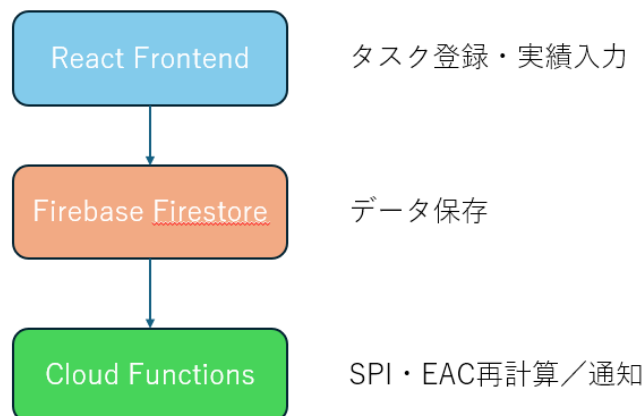 React Frontend タスク登録・実績入力
Firebase Firestore データ保存
Cloud Functions SPI・EAC再計算／通知